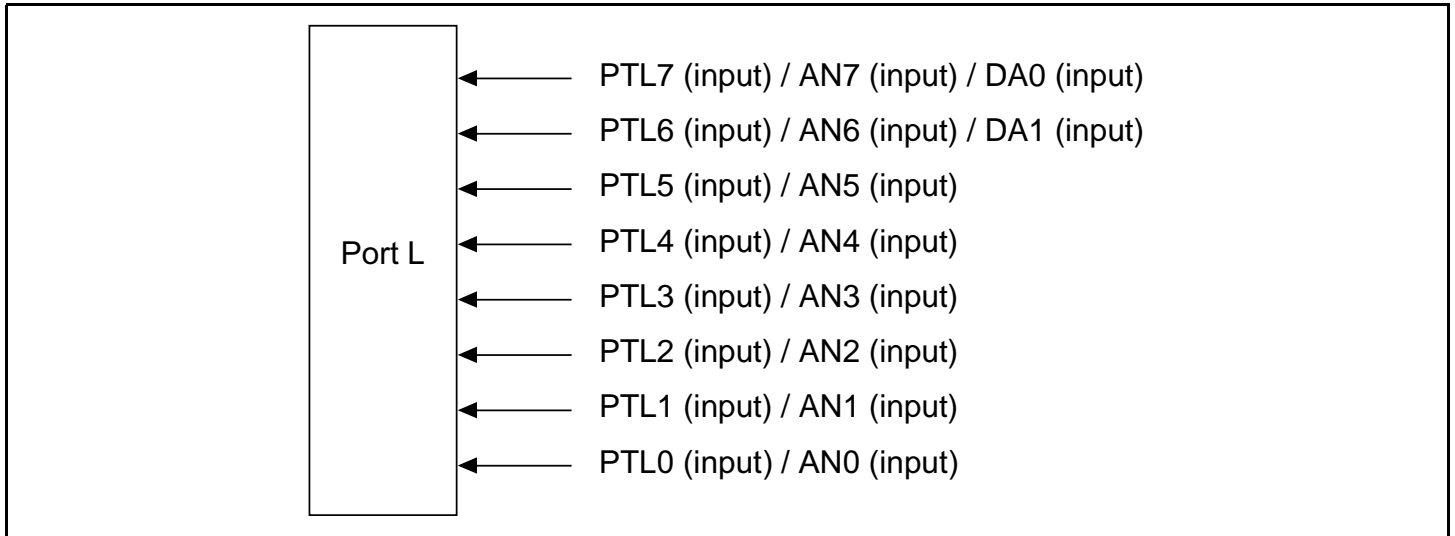 PTL7 (input) / AN7 (input) / DA0 (input)
PTL6 (input) / AN6 (input) / DA1 (input)
PTL5 (input) / AN5 (input)
PTL4 (input) / AN4 (input)
Port L
PTL3 (input) / AN3 (input)
PTL2 (input) / AN2 (input)
PTL1 (input) / AN1 (input)
PTL0 (input) / AN0 (input)